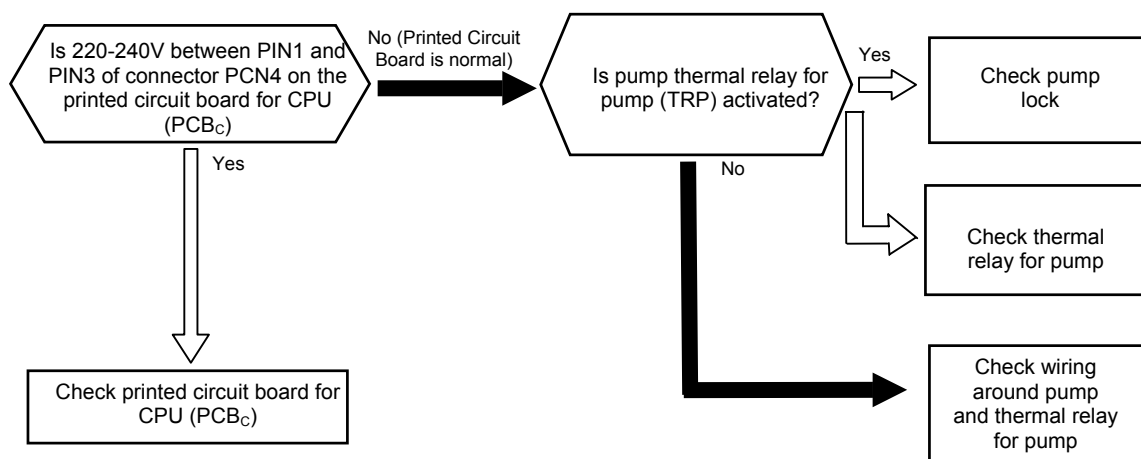 Is 220-240V between PIN1 and
PIN3 of connector PCN4 on the
printed circuit board for CPU
(PCBC)
No (Printed Circuit
Board is normal)
Is pump thermal relay for
pump (TRP) activated?
Yes
Check pump
lock
Yes
No
Check thermal
relay for pump
Check printed circuit board for
CPU (PCBC)
Check wiring
around pump
and thermal relay
for pump